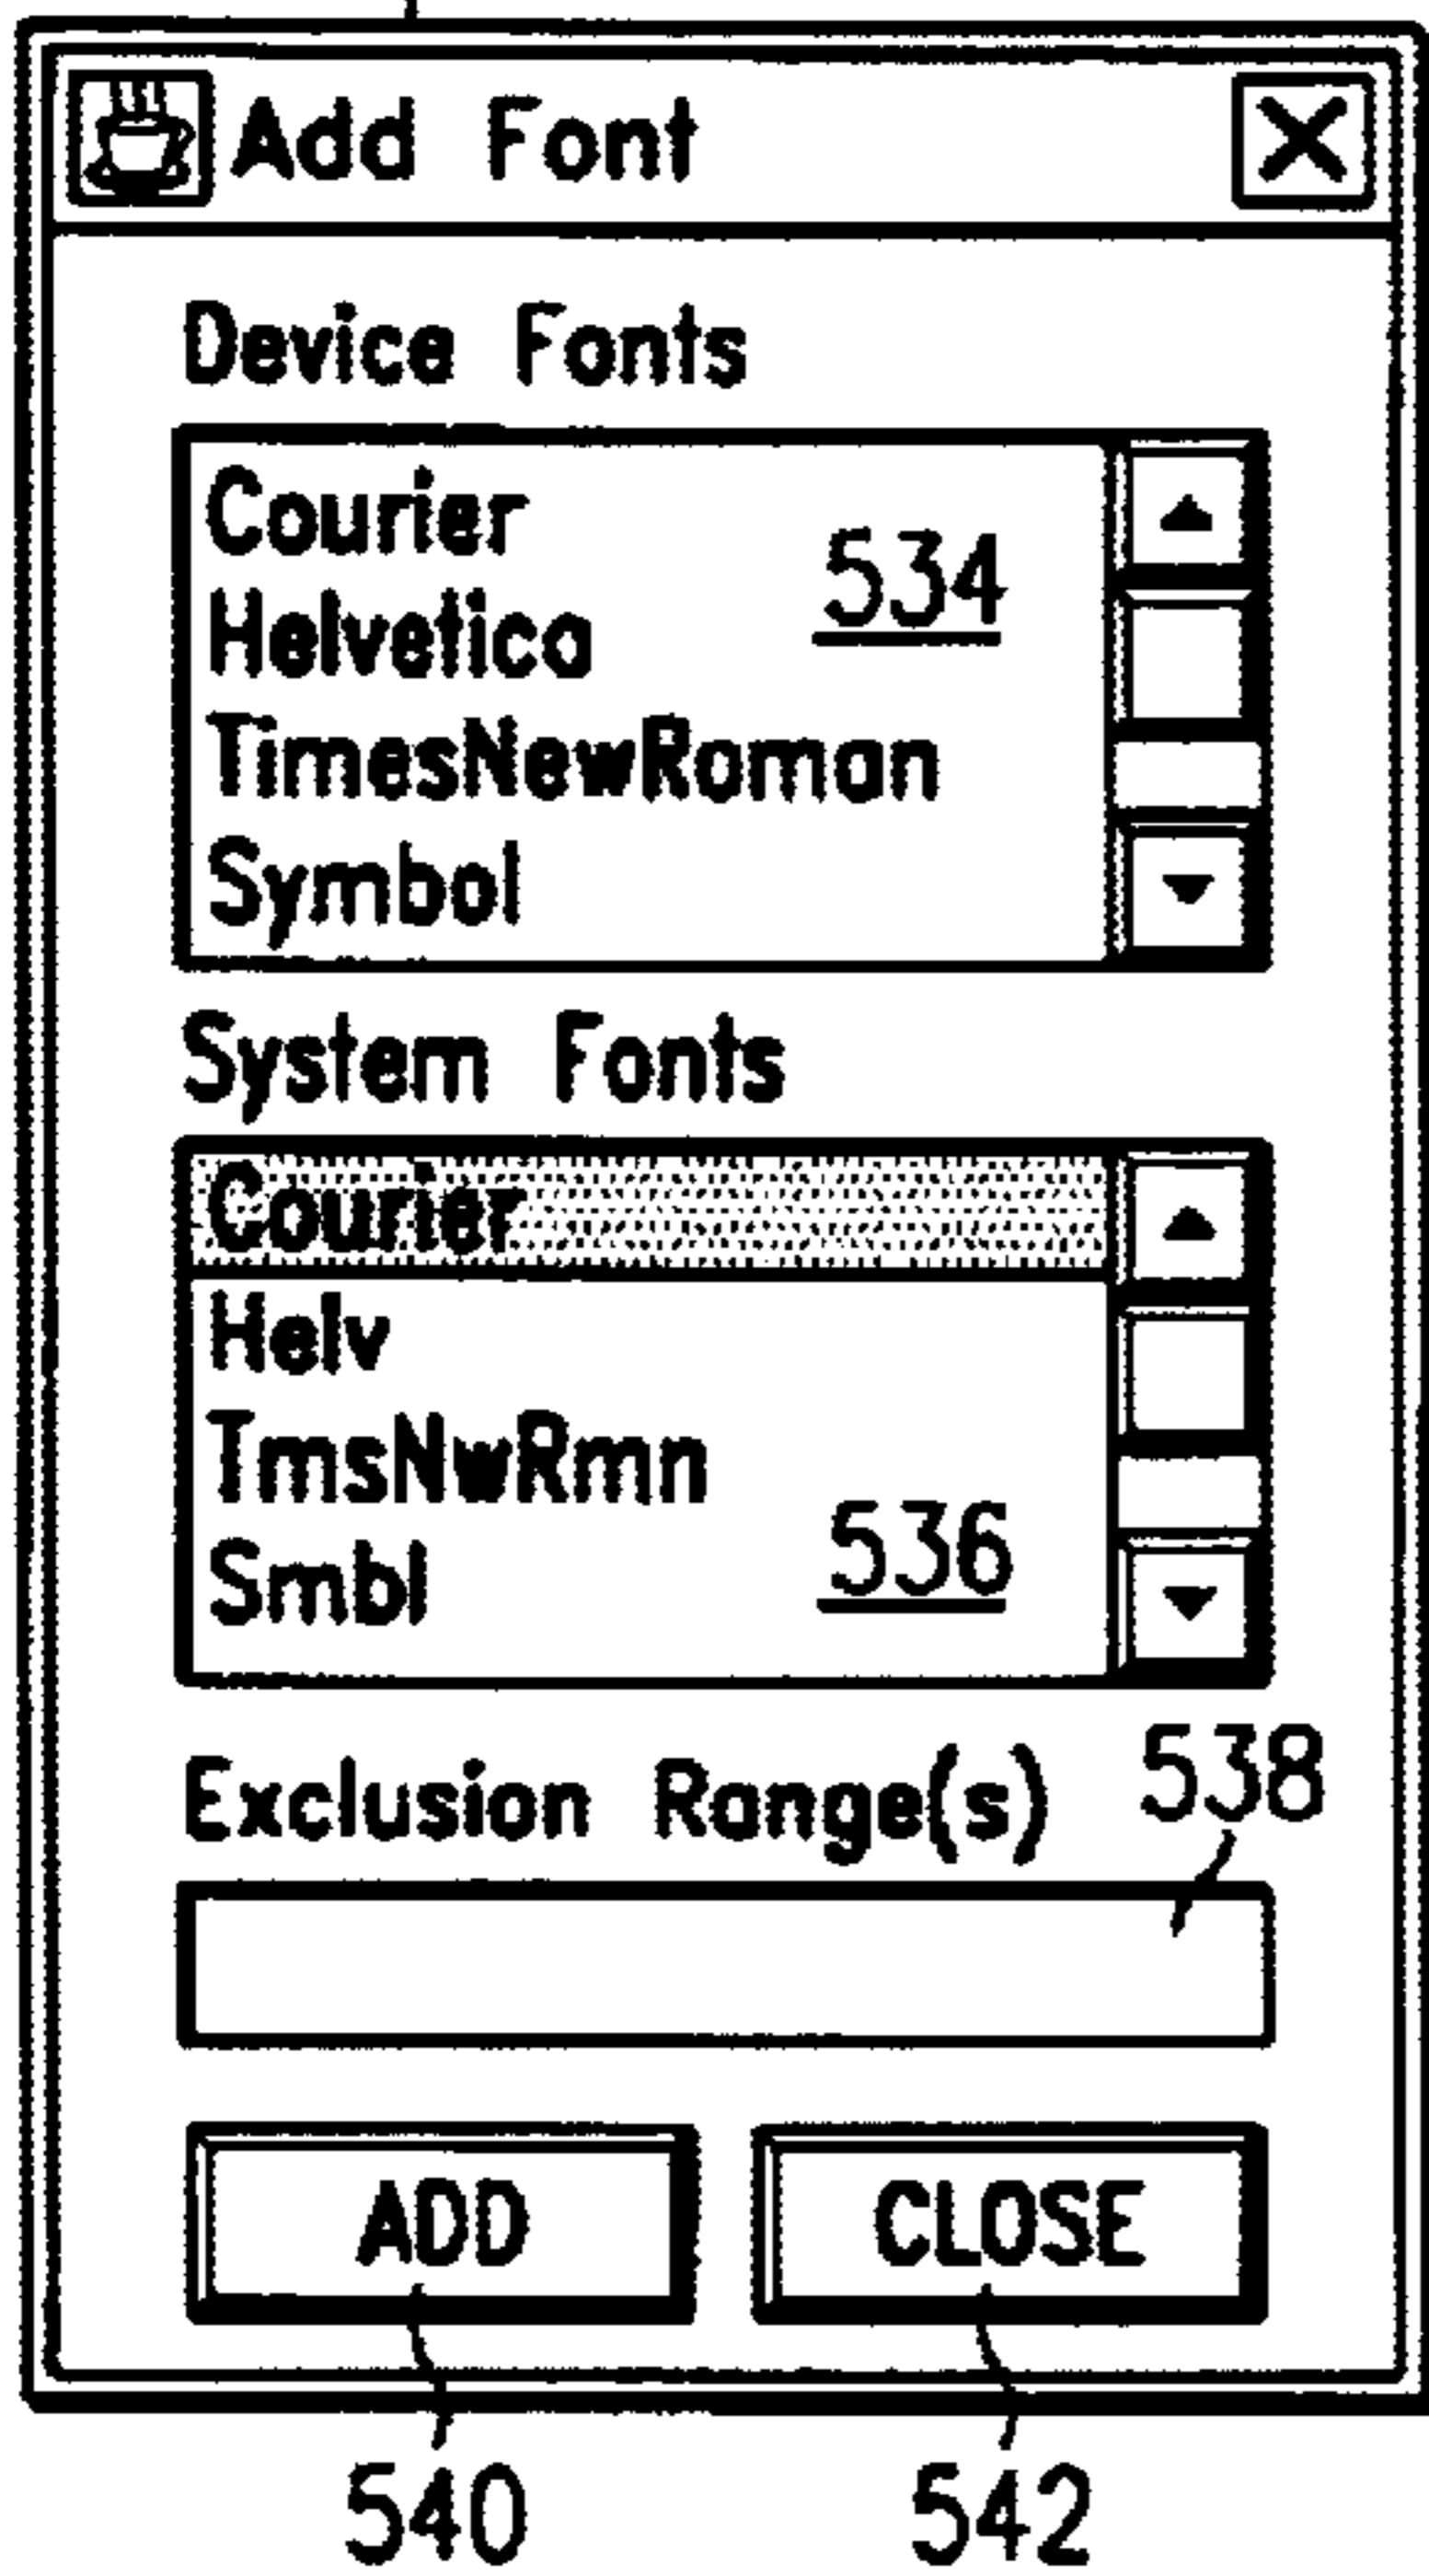 Add Font
Device Fonts
Courier
534
Helvetica
TimesNewRoman
Symbol
System Fonts
Courier
Helv
TmsNwRmn
536
Smbl
Exclusion Range(s) 538
ADD CLOSE
540 542